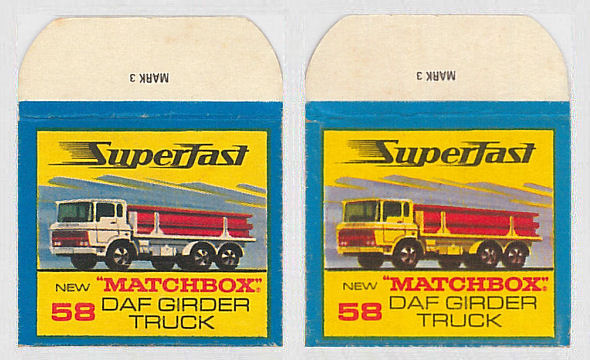 MARK 3
SuperFast
NEW "MATCHBOX"®
58 DAF GIRDER
TRUCK
MARK 3
SuperFast
NEW "MATCHBOX"®
58 DAF GIRDER
TRUCK